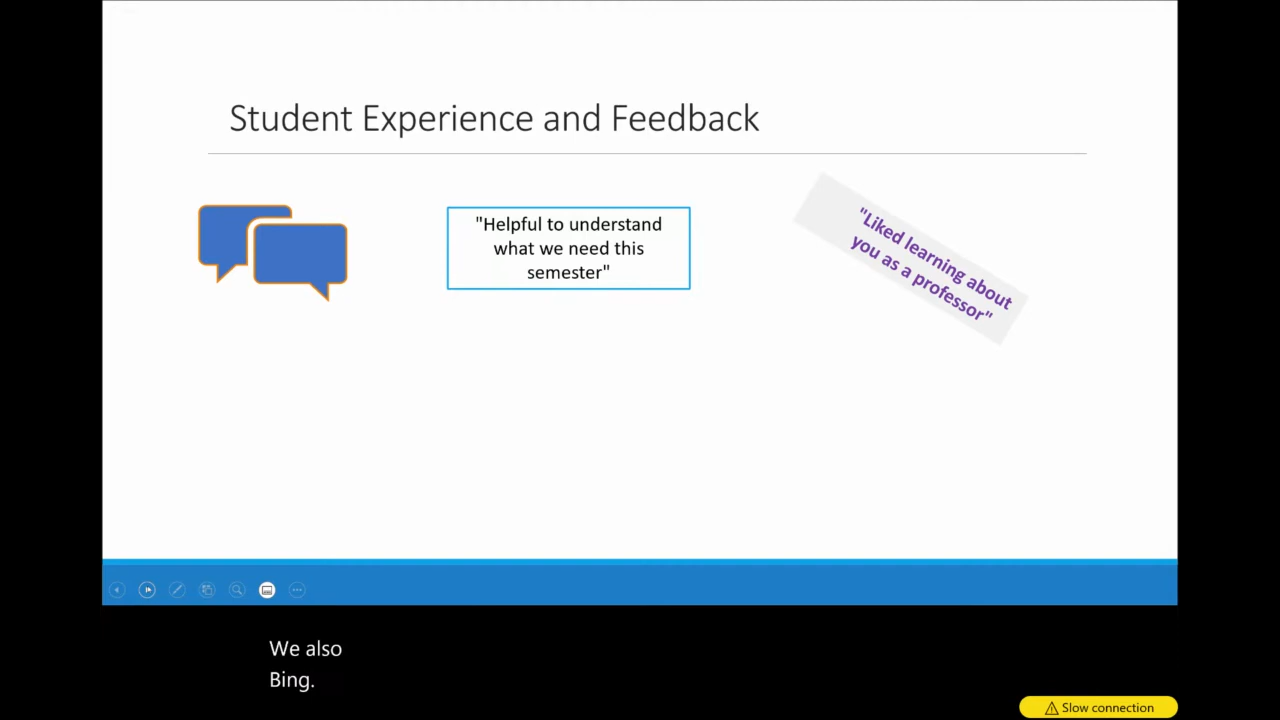 Student Experience and Feedback
"Helpful to understand
what we need this
semester"
"Liked learning about
you as a professor"
We also
Bing.
Slow connection